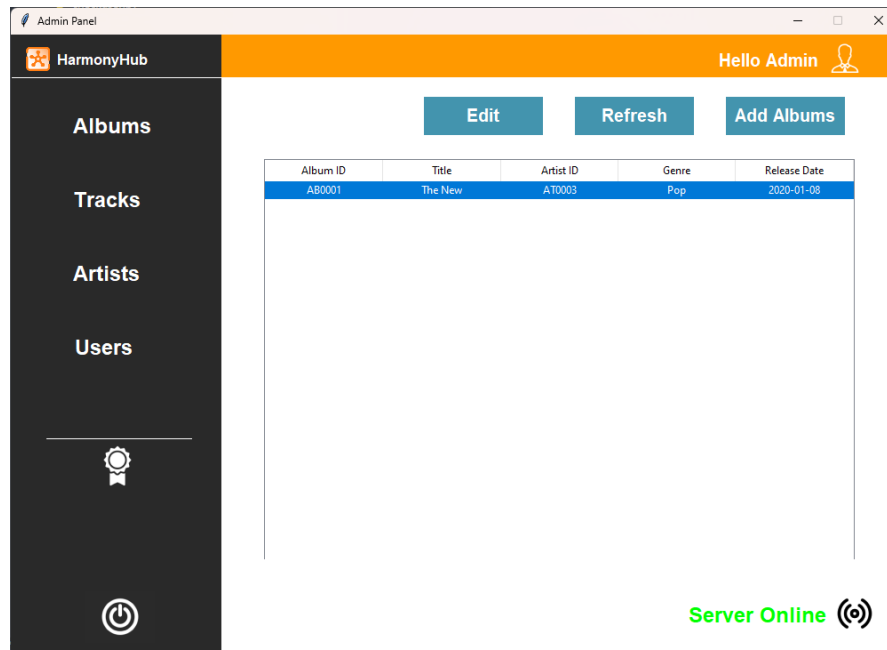 Admin Panel
HarmonyHub
Hello Admin
Albums
Tracks
Artists
Users
Edit
Refresh
Add Albums
Album ID Title Artist ID Genre Release Date
AB0001 The New AT0003 Pop 2020-01-08
Server Online